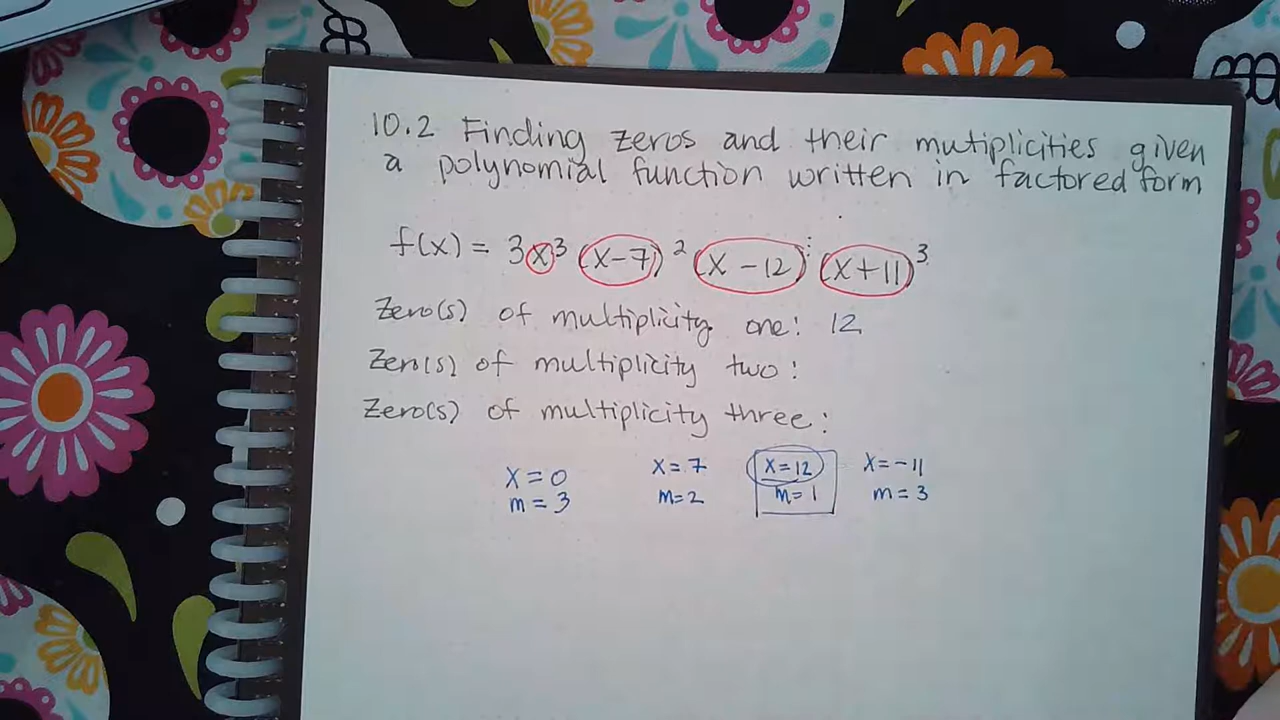 10.2 Finding zeros and their mutiplicities given
a polynomial function written in factored form
f(x) = 3x³ (x-7)² (x-12) (x+11)³
Zero(s) of multiplicity one: 12
Zero(s) of multiplicity two:
Zero(s) of multiplicity three:
x=0 x=7 x=12 x=-11
m=3 m=2 m=1 m=3